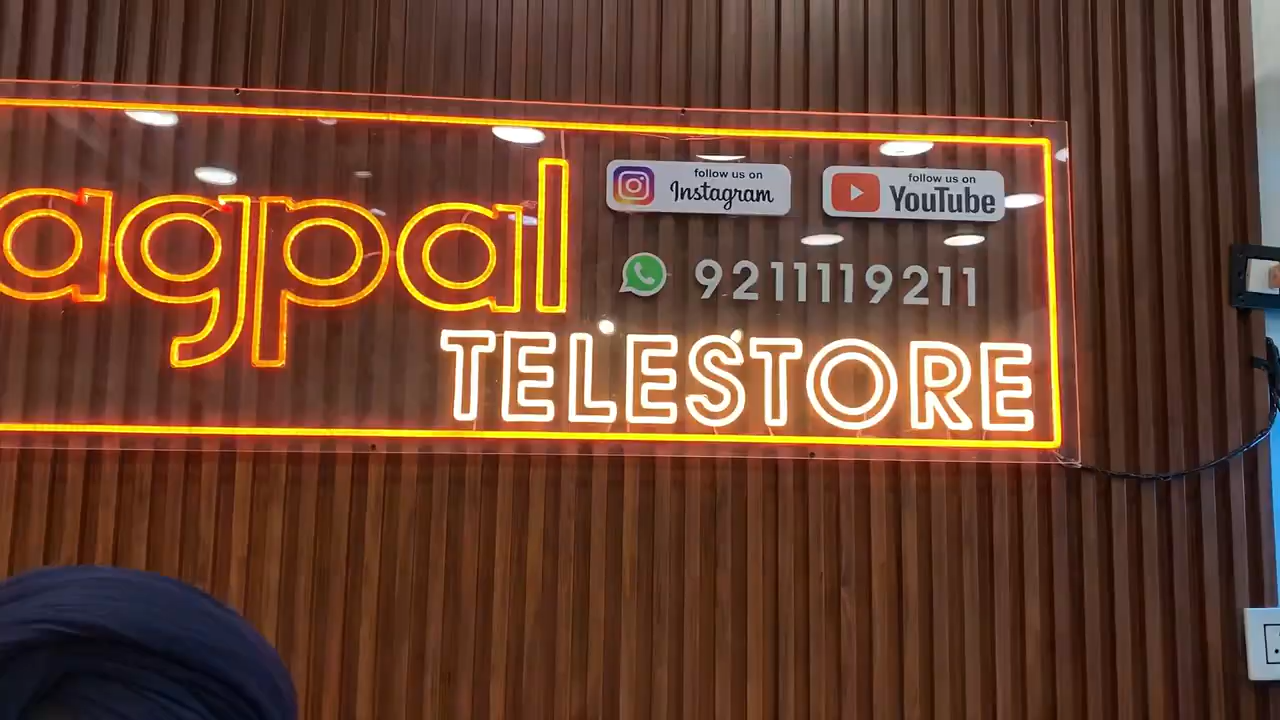 agpal
follow us on
Instagram
follow us on
YouTube
9211119211
TELESTORE